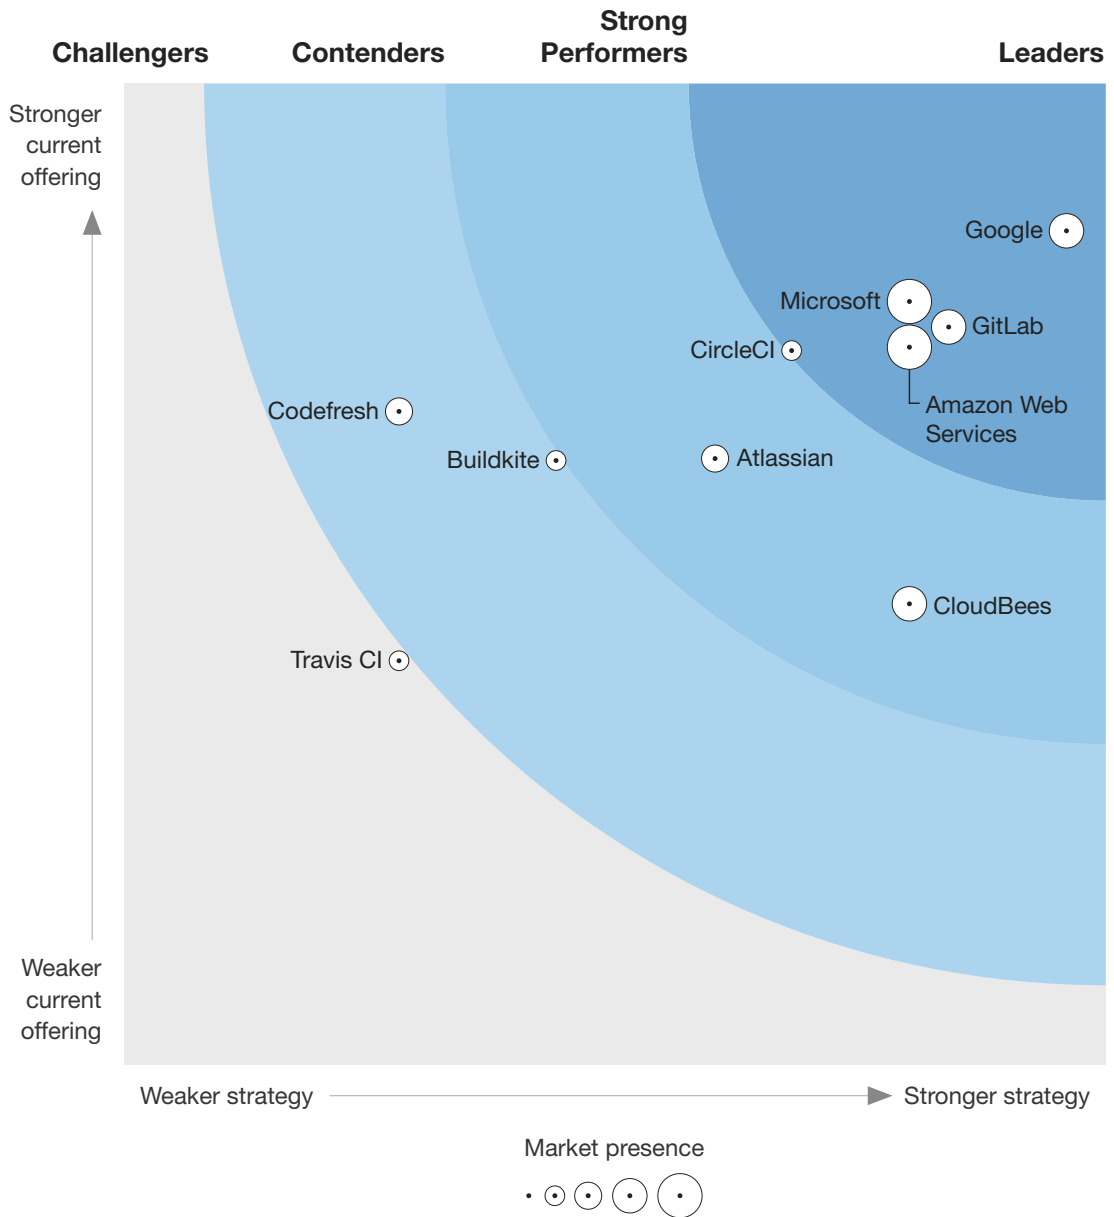 Challengers
Contenders
Strong
Performers
Leaders
Stronger
current
offering
Google
Microsoft
GitLab
CircleCI
Amazon Web
Services
Codefresh
Buildkite
Atlassian
CloudBees
Travis CI
Weaker
current
offering
Weaker strategy
Stronger strategy
Market presence